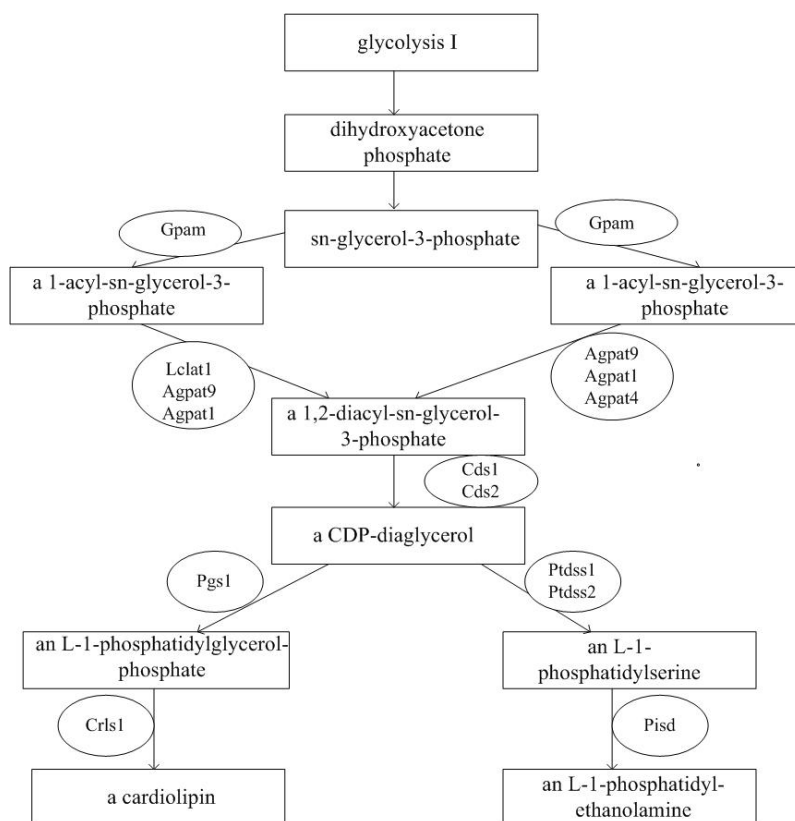 glycolysis I
dihydroxyacetone
phosphate
Gpam
sn-glycerol-3-phosphate
Gpam
a 1-acyl-sn-glycerol-3-
phosphate
a 1-acyl-sn-glycerol-3-
phosphate
Lclat1
Agpat9
Agpat1
Agpat9
Agpat1
Agpat4
a 1,2-diacyl-sn-glycerol-
3-phosphate
Cds1
Cds2
a CDP-diaglycerol
Pgs1
Ptdss1
Ptdss2
an L-1-phosphatidylglycerol-
phosphate
an L-1-
phosphatidylserine
Crls1
Pisd
a cardiolipin
an L-1-phosphatidyl-
ethanolamine